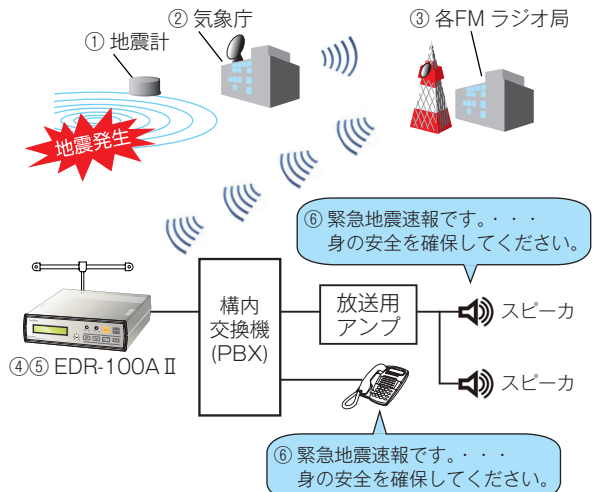 ① 地震計
② 気象庁
③ 各FM ラジオ局
地震発生
⑥ 緊急地震速報です。・・・
身の安全を確保してください。
④⑤ EDR-100AⅡ
構内
交換機
(PBX)
放送用
アンプ
スピーカ
スピーカ
⑥ 緊急地震速報です。・・・
身の安全を確保してください。